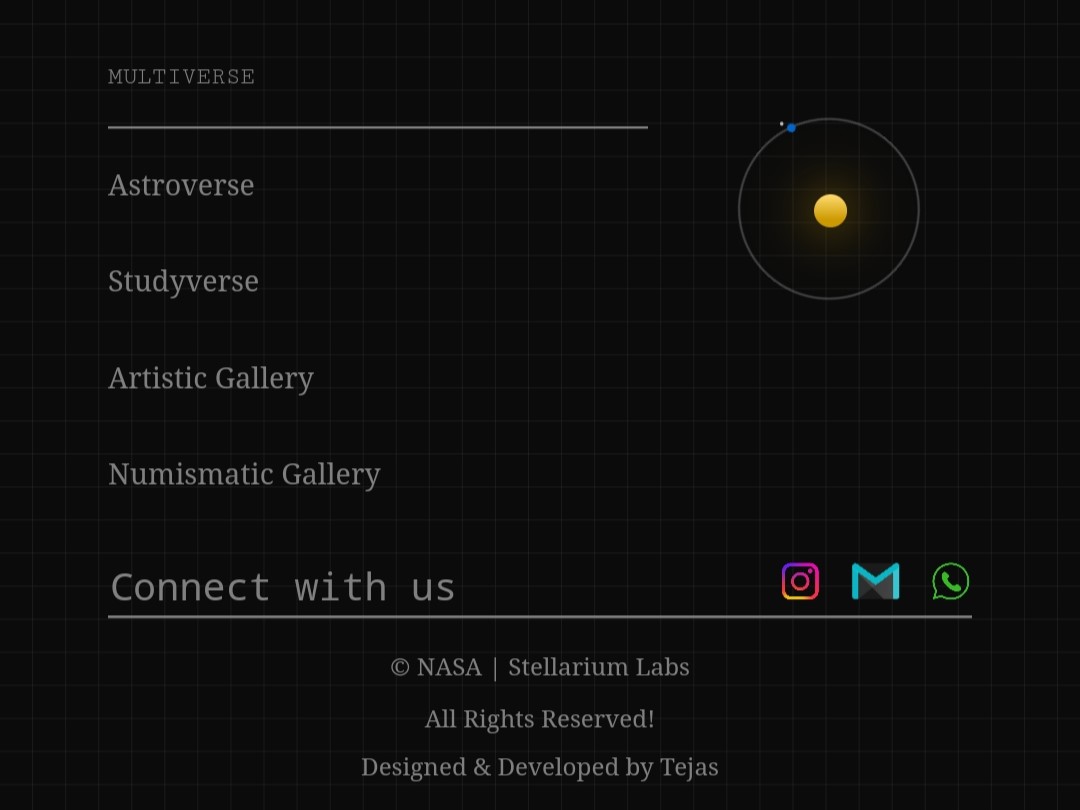 MULTIVERSE
Astroverse
Studyverse
Artistic Gallery
Numismatic Gallery
Connect with us
© NASA | Stellarium Labs
All Rights Reserved!
Designed & Developed by Tejas